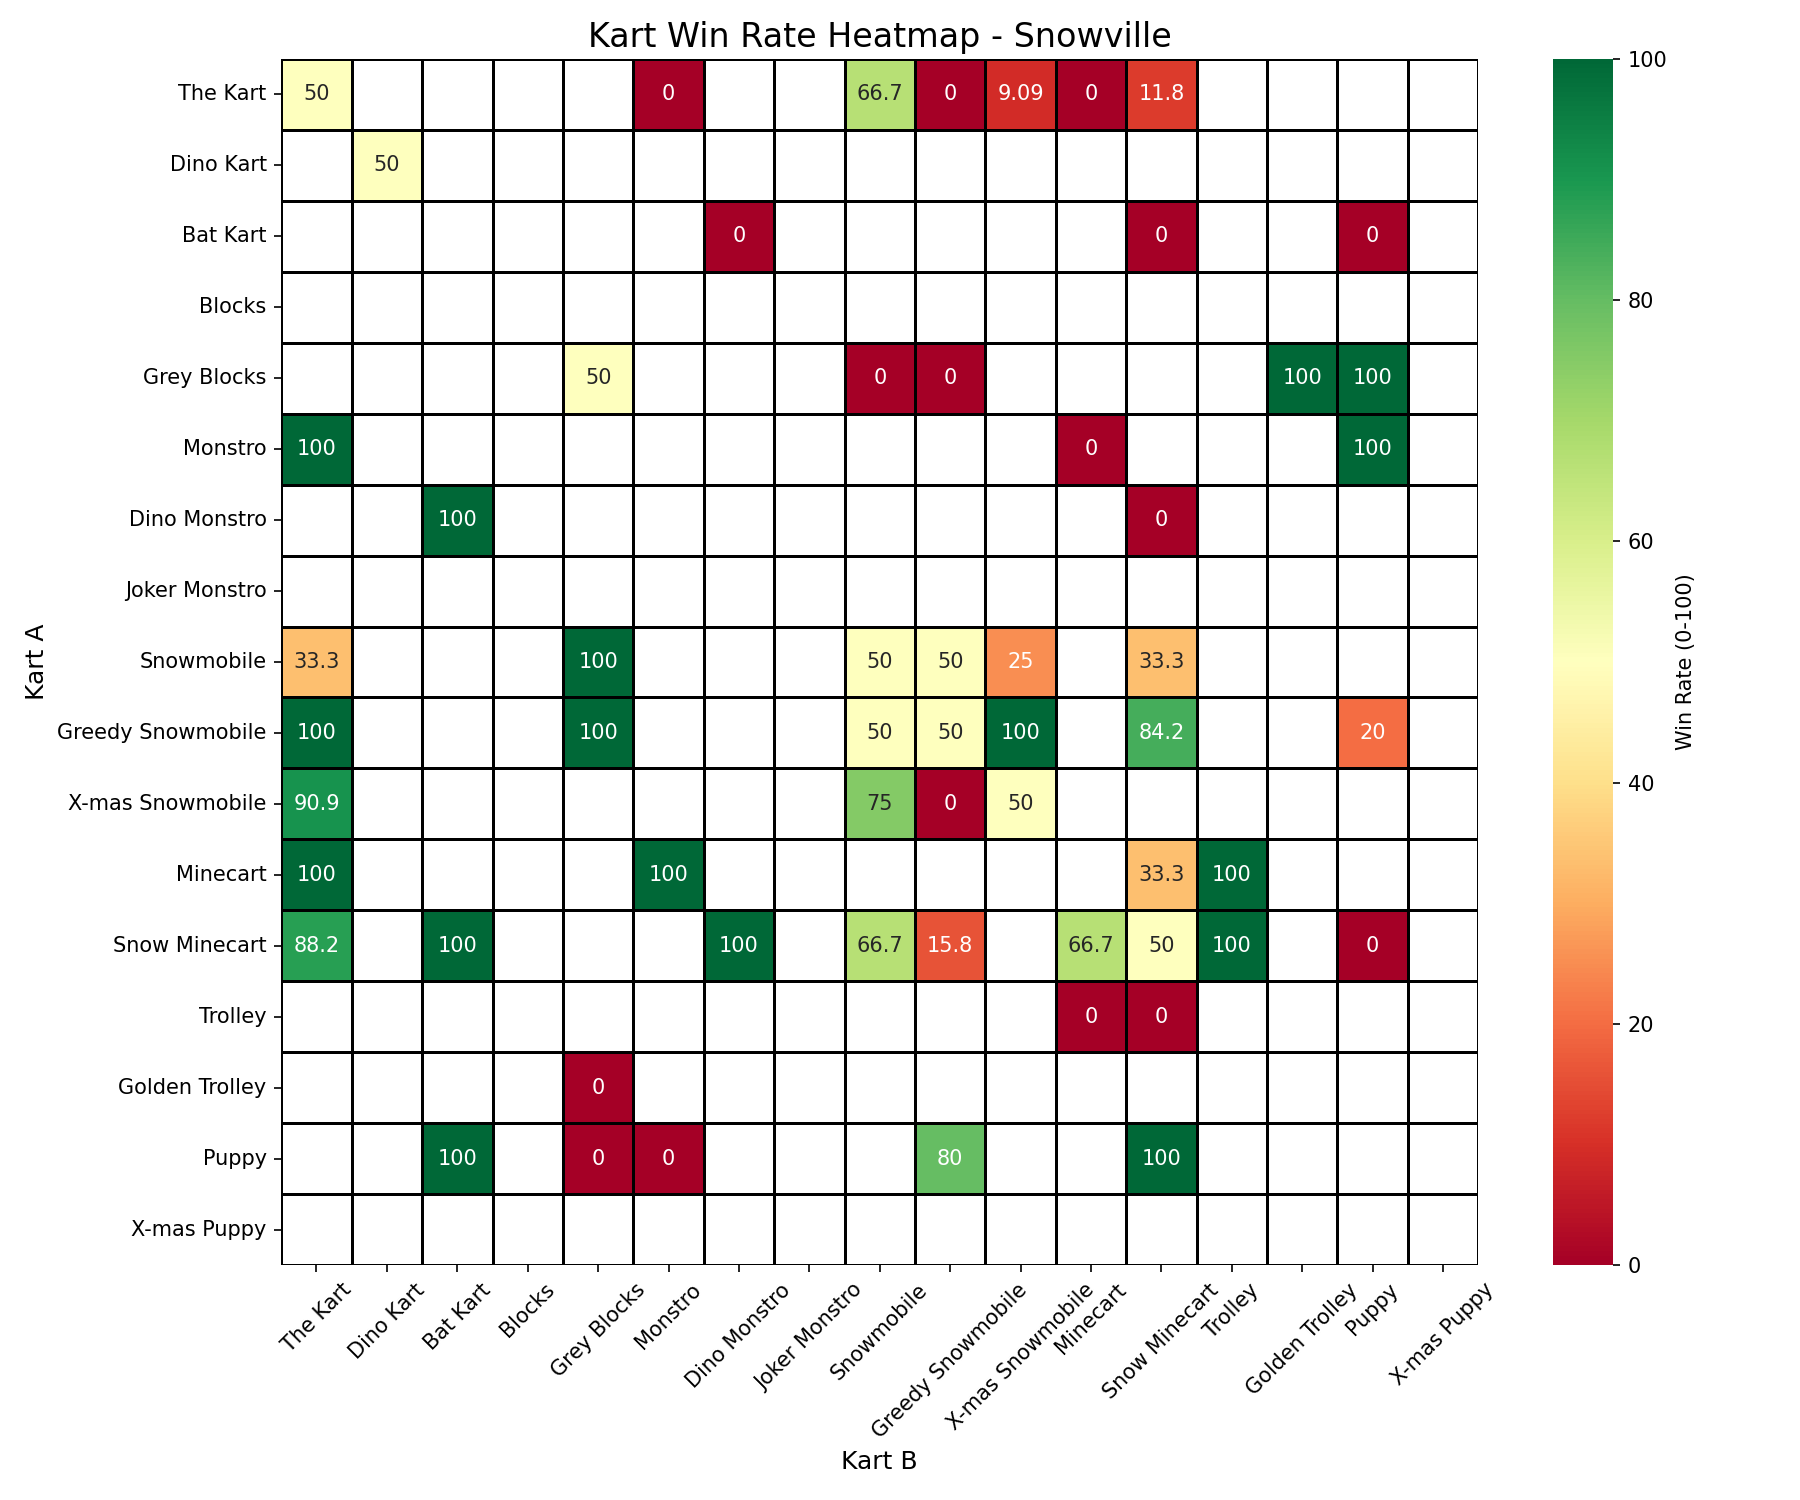 Kart Win Rate Heatmap - Snowville
The Kart 50 0 66.7 0 9.09 0 11.8
Dino Kart 50
Bat Kart 0 0 0
Blocks
Grey Blocks 50 0 0 100 100
Monstro 100 0 100
Dino Monstro 100 0
Joker Monstro
Snowmobile 33.3 100 50 50 25 33.3
Greedy Snowmobile 100 100 50 50 100 84.2 20
X-mas Snowmobile 90.9 75 0 50
Minecart 100 100 33.3 100
Snow Minecart 88.2 100 100 66.7 15.8 66.7 50 100 0
Trolley 0 0
Golden Trolley 0
Puppy 100 0 0 80 100
X-mas Puppy
The Kart
Dino Kart
Bat Kart
Blocks
Grey Blocks
Monstro
Dino Monstro
Joker Monstro
Snowmobile
Greedy Snowmobile
X-mas Snowmobile
Minecart
Snow Minecart
Trolley
Golden Trolley
Puppy
X-mas Puppy
Kart B
Kart A
100
80
60
40
20
0
Win Rate (0-100)